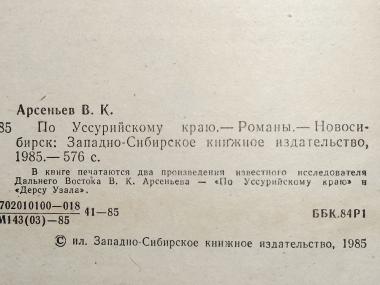 Арсеньев В. К.
85 По Уссурийскому краю.— Романы.— Новоси-
бирск: Западно-Сибирское книжное издательство,
1985.— 576 с.
В книге печатаются два произведения известного исследователя
Дальнего Востока В. К. Арсеньева — «По Уссурийскому краю» и
«Дерсу Узала».
702010100—018
М143(03)—85
41—85
ББК.84Р1
© ил. Западно-Сибирское книжное издательство, 1985